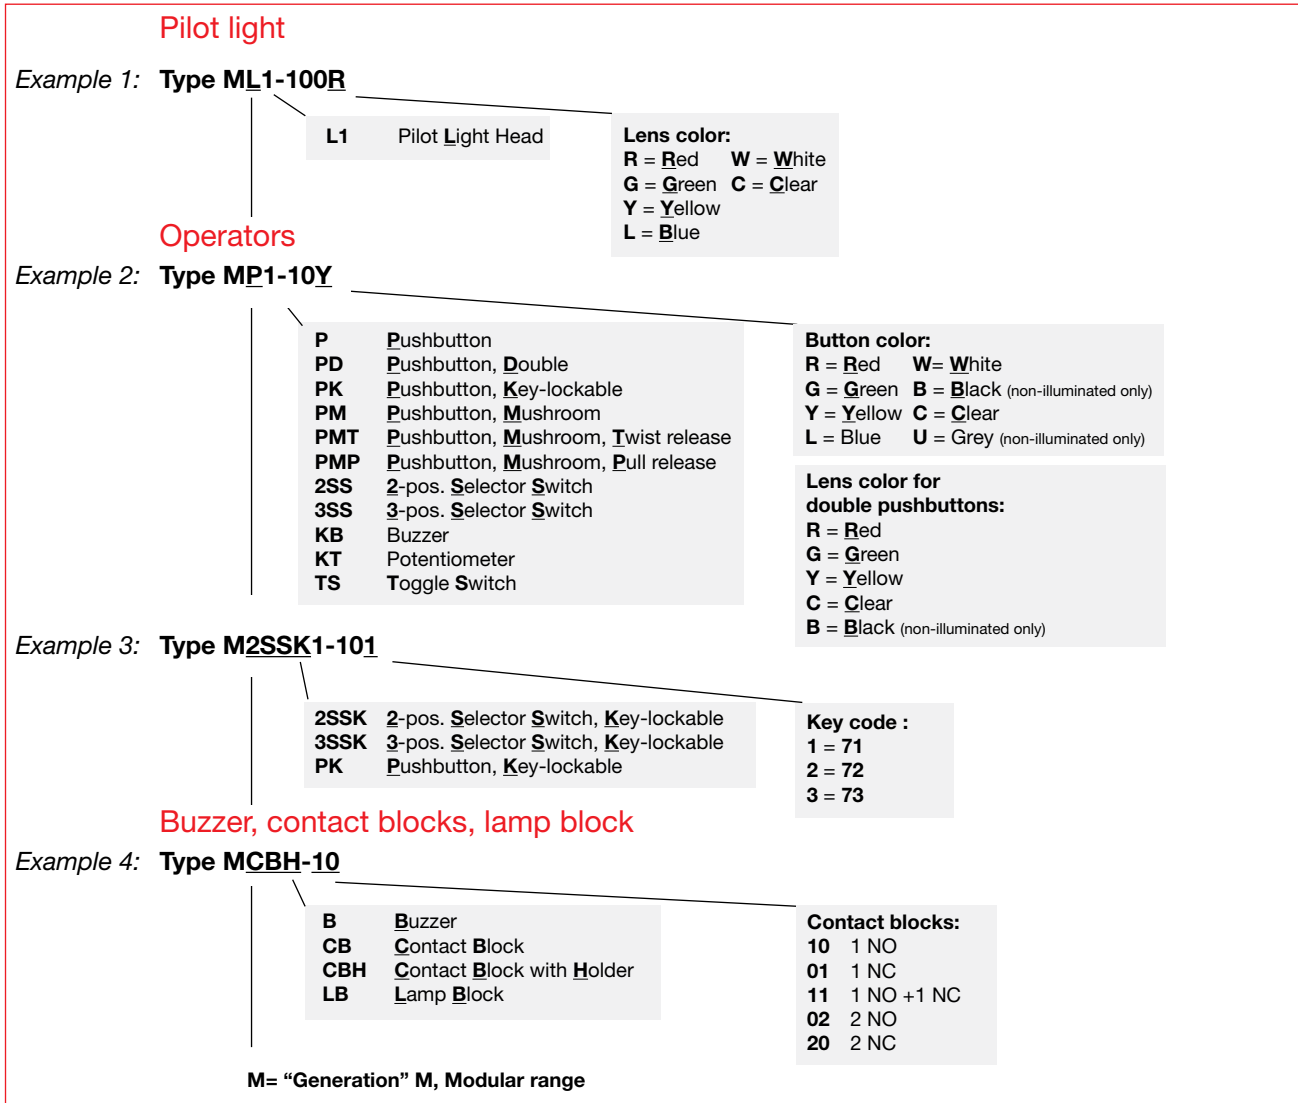 Pilot light
Example 1: Type ML1-100R
L1 Pilot Light Head
Lens color:
R = Red W = White
G = Green C = Clear
Y = Yellow
L = Blue
Operators
Example 2: Type MP1-10Y
P Pushbutton
PD Pushbutton, Double
PK Pushbutton, Key-lockable
PM Pushbutton, Mushroom
PMT Pushbutton, Mushroom, Twist release
PMP Pushbutton, Mushroom, Pull release
2SS 2-pos. Selector Switch
3SS 3-pos. Selector Switch
KB Buzzer
KT Potentiometer
TS Toggle Switch
Button color:
R = Red W= White
G = Green B = Black (non-illuminated only)
Y = Yellow C = Clear
L = Blue U = Grey (non-illuminated only)
Lens color for
double pushbuttons:
R = Red
G = Green
Y = Yellow
C = Clear
B = Black (non-illuminated only)
Example 3: Type M2SSK1-101
2SSK 2-pos. Selector Switch, Key-lockable
3SSK 3-pos. Selector Switch, Key-lockable
PK Pushbutton, Key-lockable
Key code :
1 = 71
2 = 72
3 = 73
Buzzer, contact blocks, lamp block
Example 4: Type MCBH-10
B Buzzer
CB Contact Block
CBH Contact Block with Holder
LB Lamp Block
Contact blocks:
10 1 NO
01 1 NC
11 1 NO +1 NC
02 2 NO
20 2 NC
M= “Generation” M, Modular range